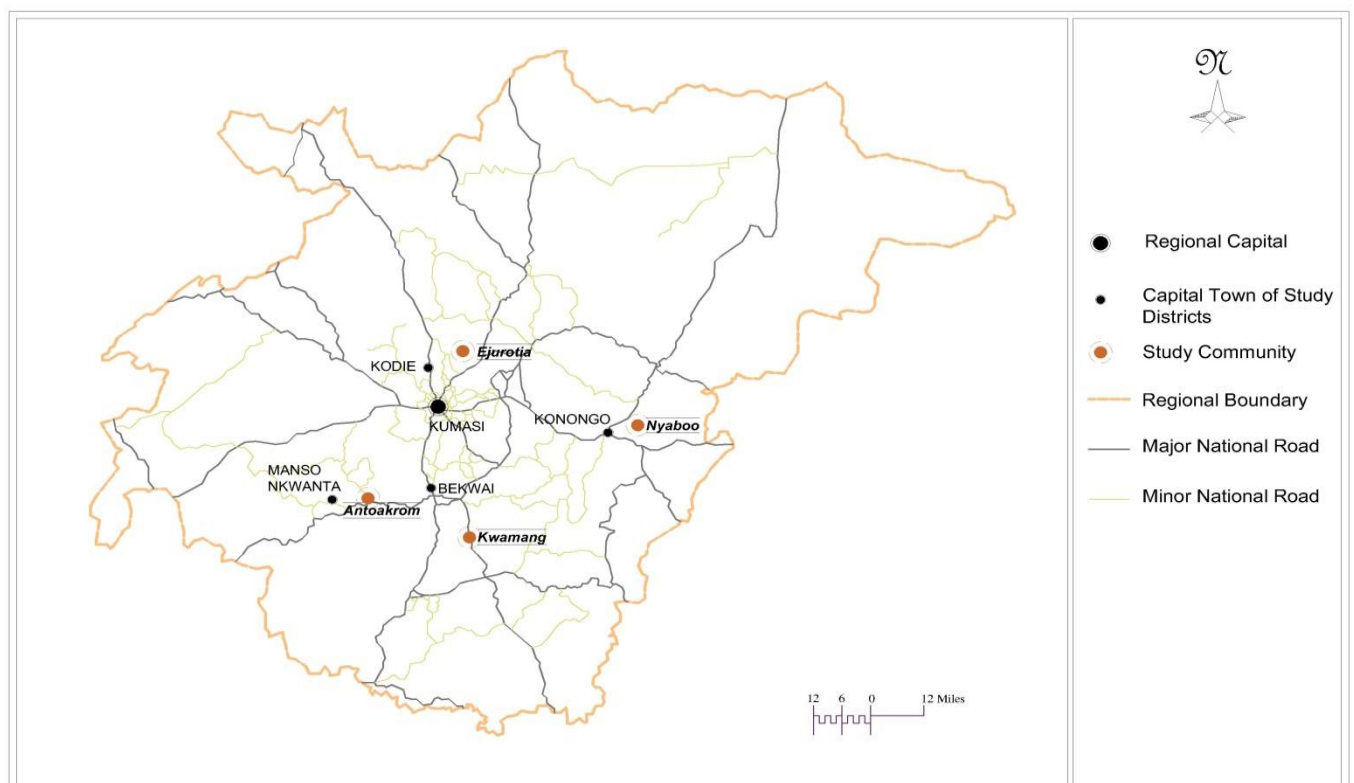 N
Regional Capital
Capital Town of Study
Districts
Study Community
Regional Boundary
Major National Road
Minor National Road
Ejurotia
KODIE
KUMASI
KONONGO
Nyaboo
MANSO
NKWANTA
BEKWAI
Antoakrom
Kwamang
12 6 0 12 Miles